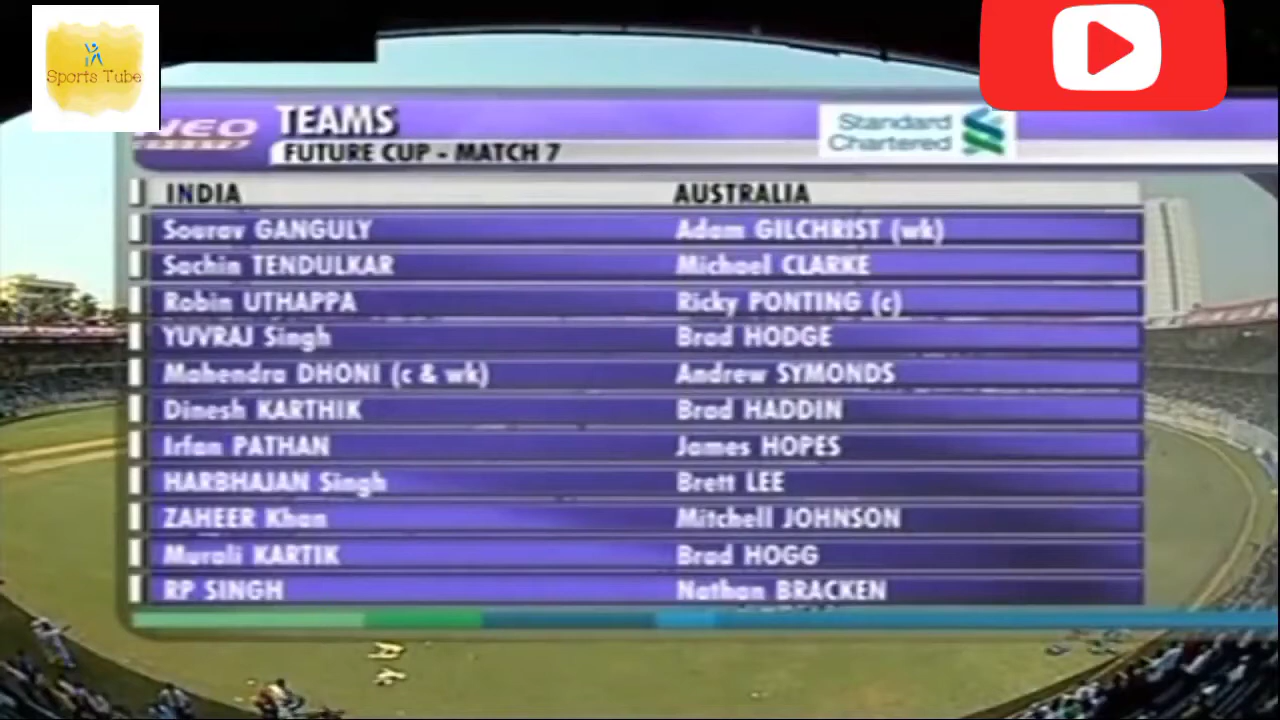 Sports Tube
NEO
TEAMS
FUTURE CUP - MATCH 7
Standard
Chartered
INDIA AUSTRALIA
Sourav GANGULY Adam GILCHRIST (wk)
Sachin TENDULKAR Michael CLARKE
Robin UTHAPPA Ricky PONTING (c)
YUVRAJ Singh Brad HODGE
Mahendra DHONI (c & wk) Andrew SYMONDS
Dinesh KARTHIK Brad HADDIN
Irfan PATHAN James HOPES
HARBHAJAN Singh Brett LEE
ZAHEER Khan Mitchell JOHNSON
Murali KARTIK Brad HOGG
RP SINGH Nathan BRACKEN